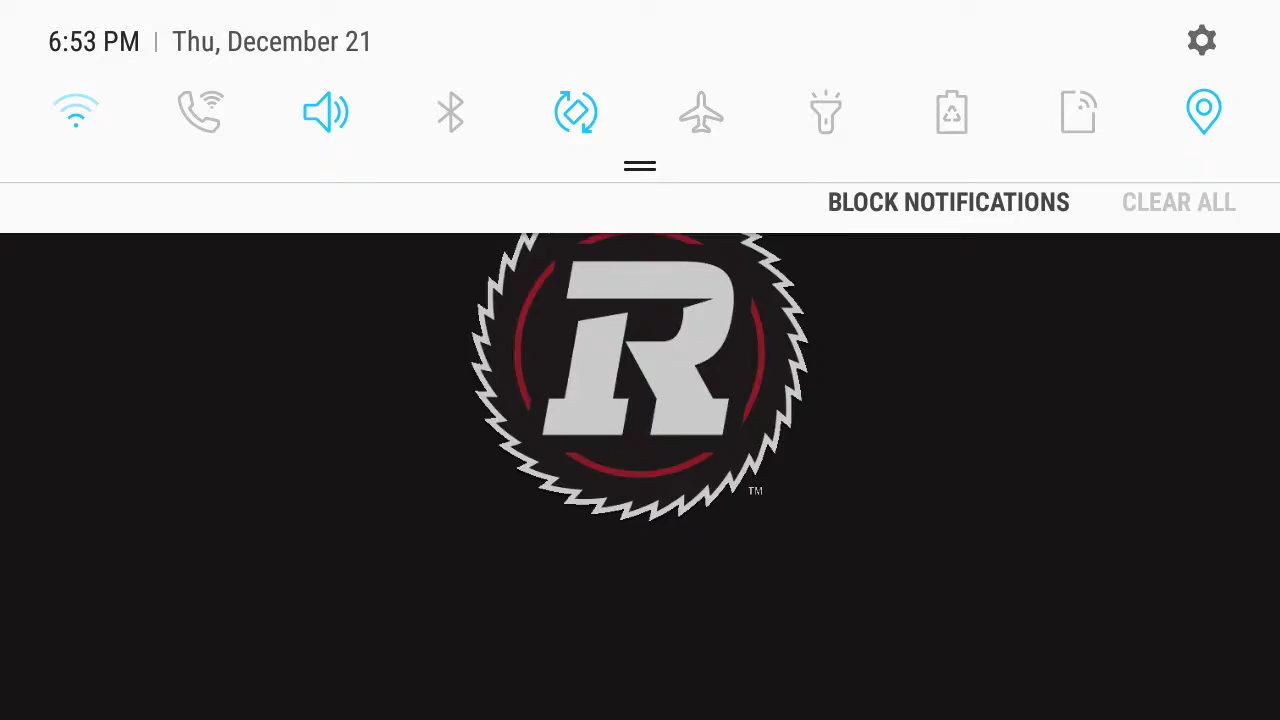 6:53 PM | Thu, December 21
BLOCK NOTIFICATIONS CLEAR ALL
R
TM